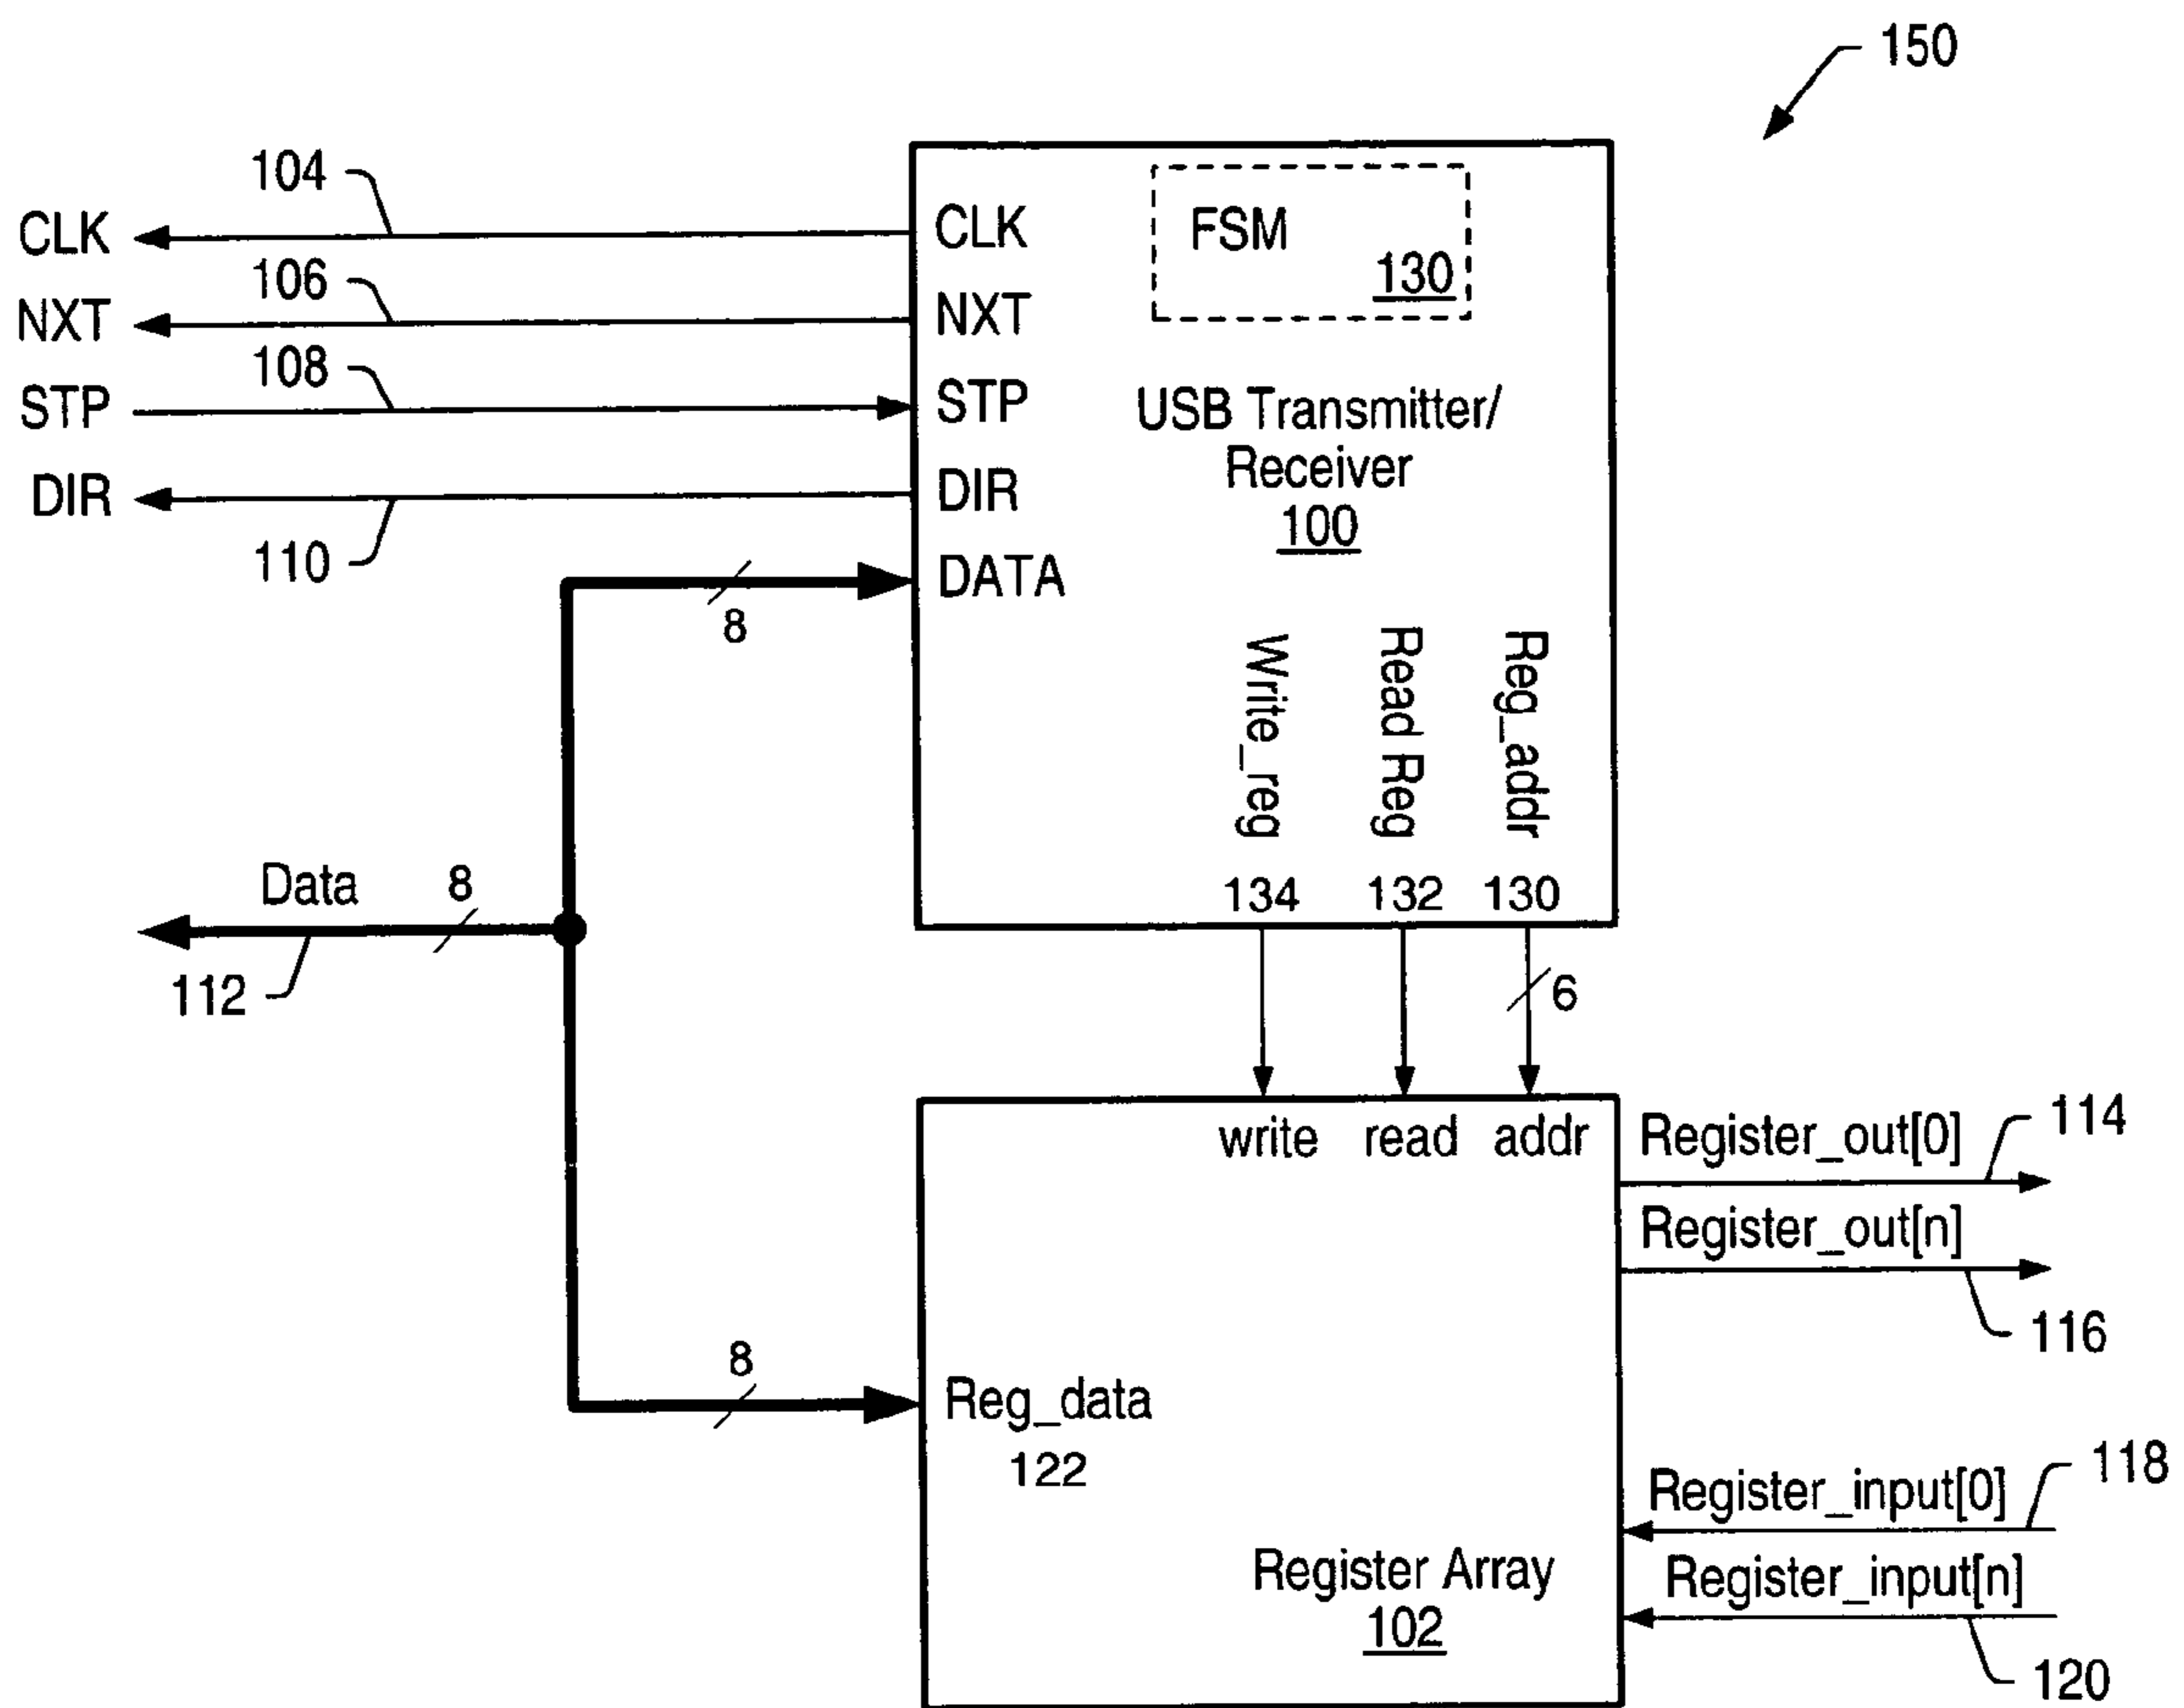 150
104
CLK
CLK
FSM
130
106
NXT
NXT
108
STP
STP
USB Transmitter/
Receiver
100
DIR
DIR
110
DATA
8
Write_reg
Read Reg
Reg_addr
134
132
130
Data
8
112
6
write
read
addr
Register_out[0]
114
Register_out[n]
116
8
Reg_data
122
Register_input[0]
118
Register_input[n]
120
Register Array
102